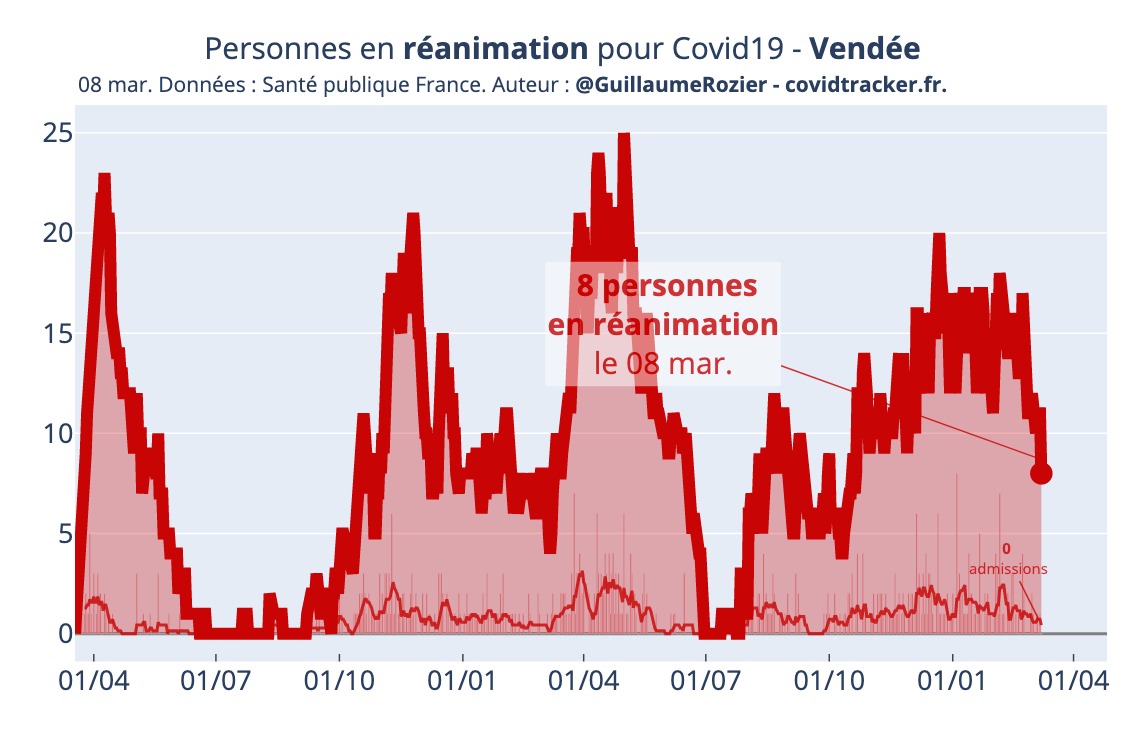 Personnes en réanimation pour Covid19 - Vendée
08 mar. Données : Santé publique France. Auteur : @GuillaumeRozier - covidtracker.fr.
25
20
15
10
5
0
8 personnes
en réanimation
le 08 mar.
0
admissions
01/04
01/07
01/10
01/01
01/04
01/07
01/10
01/01
01/04